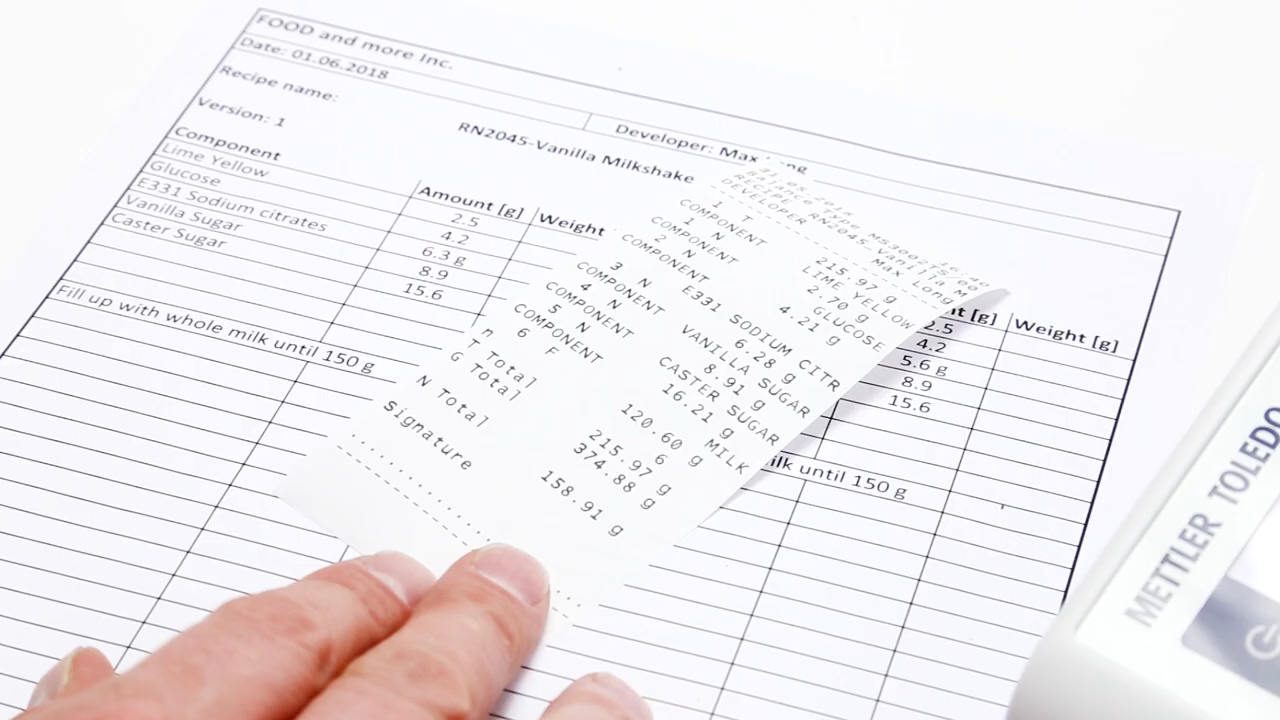 FOOD and more Inc.
Date: 01.06.2018
Developer: Max
Recipe name:
RN2045-Vanilla Milkshake
Version: 1
Component Amount [g] Weight
Lime Yellow 2.5
Glucose 4.2
E331 Sodium citrates 6.3 g
Vanilla Sugar 8.9
Caster Sugar 15.6
Fill up with whole milk until 150 g
RECIPE RN2045-Vanilla M
DEVELOPER Max Long
1 T 215.97 g
COMPONENT LIME YELLOW
1 N 2.70 g
COMPONENT GLUCOSE
2 N 4.21 g
COMPONENT E331 SODIUM CITR
3 N 6.28 g
COMPONENT VANILLA SUGAR
4 N 8.91 g
COMPONENT CASTER SUGAR
5 N 16.21 g
COMPONENT MILK
6 F 120.60 g
n 6
T Total 215.97 g
G Total 374.88 g
N Total 158.91 g
Signature
[g] Weight [g]
2.5
4.2
5.6 g
8.9
15.6
milk until 150 g
METTLER TOLEDO